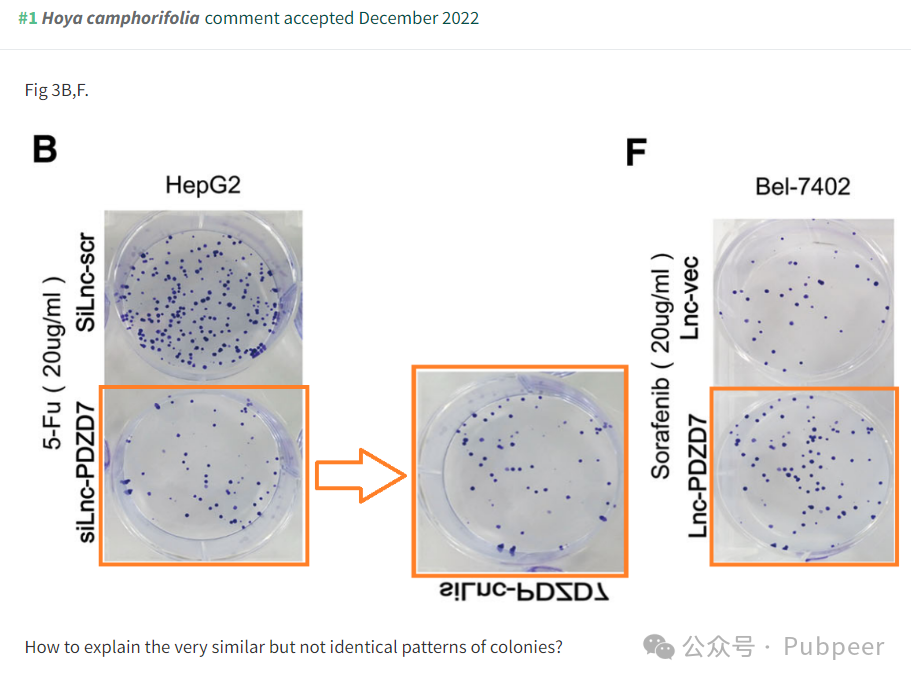 #1 Hoya camphorifolia comment accepted December 2022
Fig 3B,F.
B
F
HepG2
Bel-7402
5-Fu ( 20ug/ml )
SiLnc-scr
siLnc-PDZD7
siLnc-PDZD7
Sorafenib ( 20ug/ml )
Lnc-vec
Lnc-PDZD7
How to explain the very similar but not identical patterns of colonies?
公众号 · Pubpeer